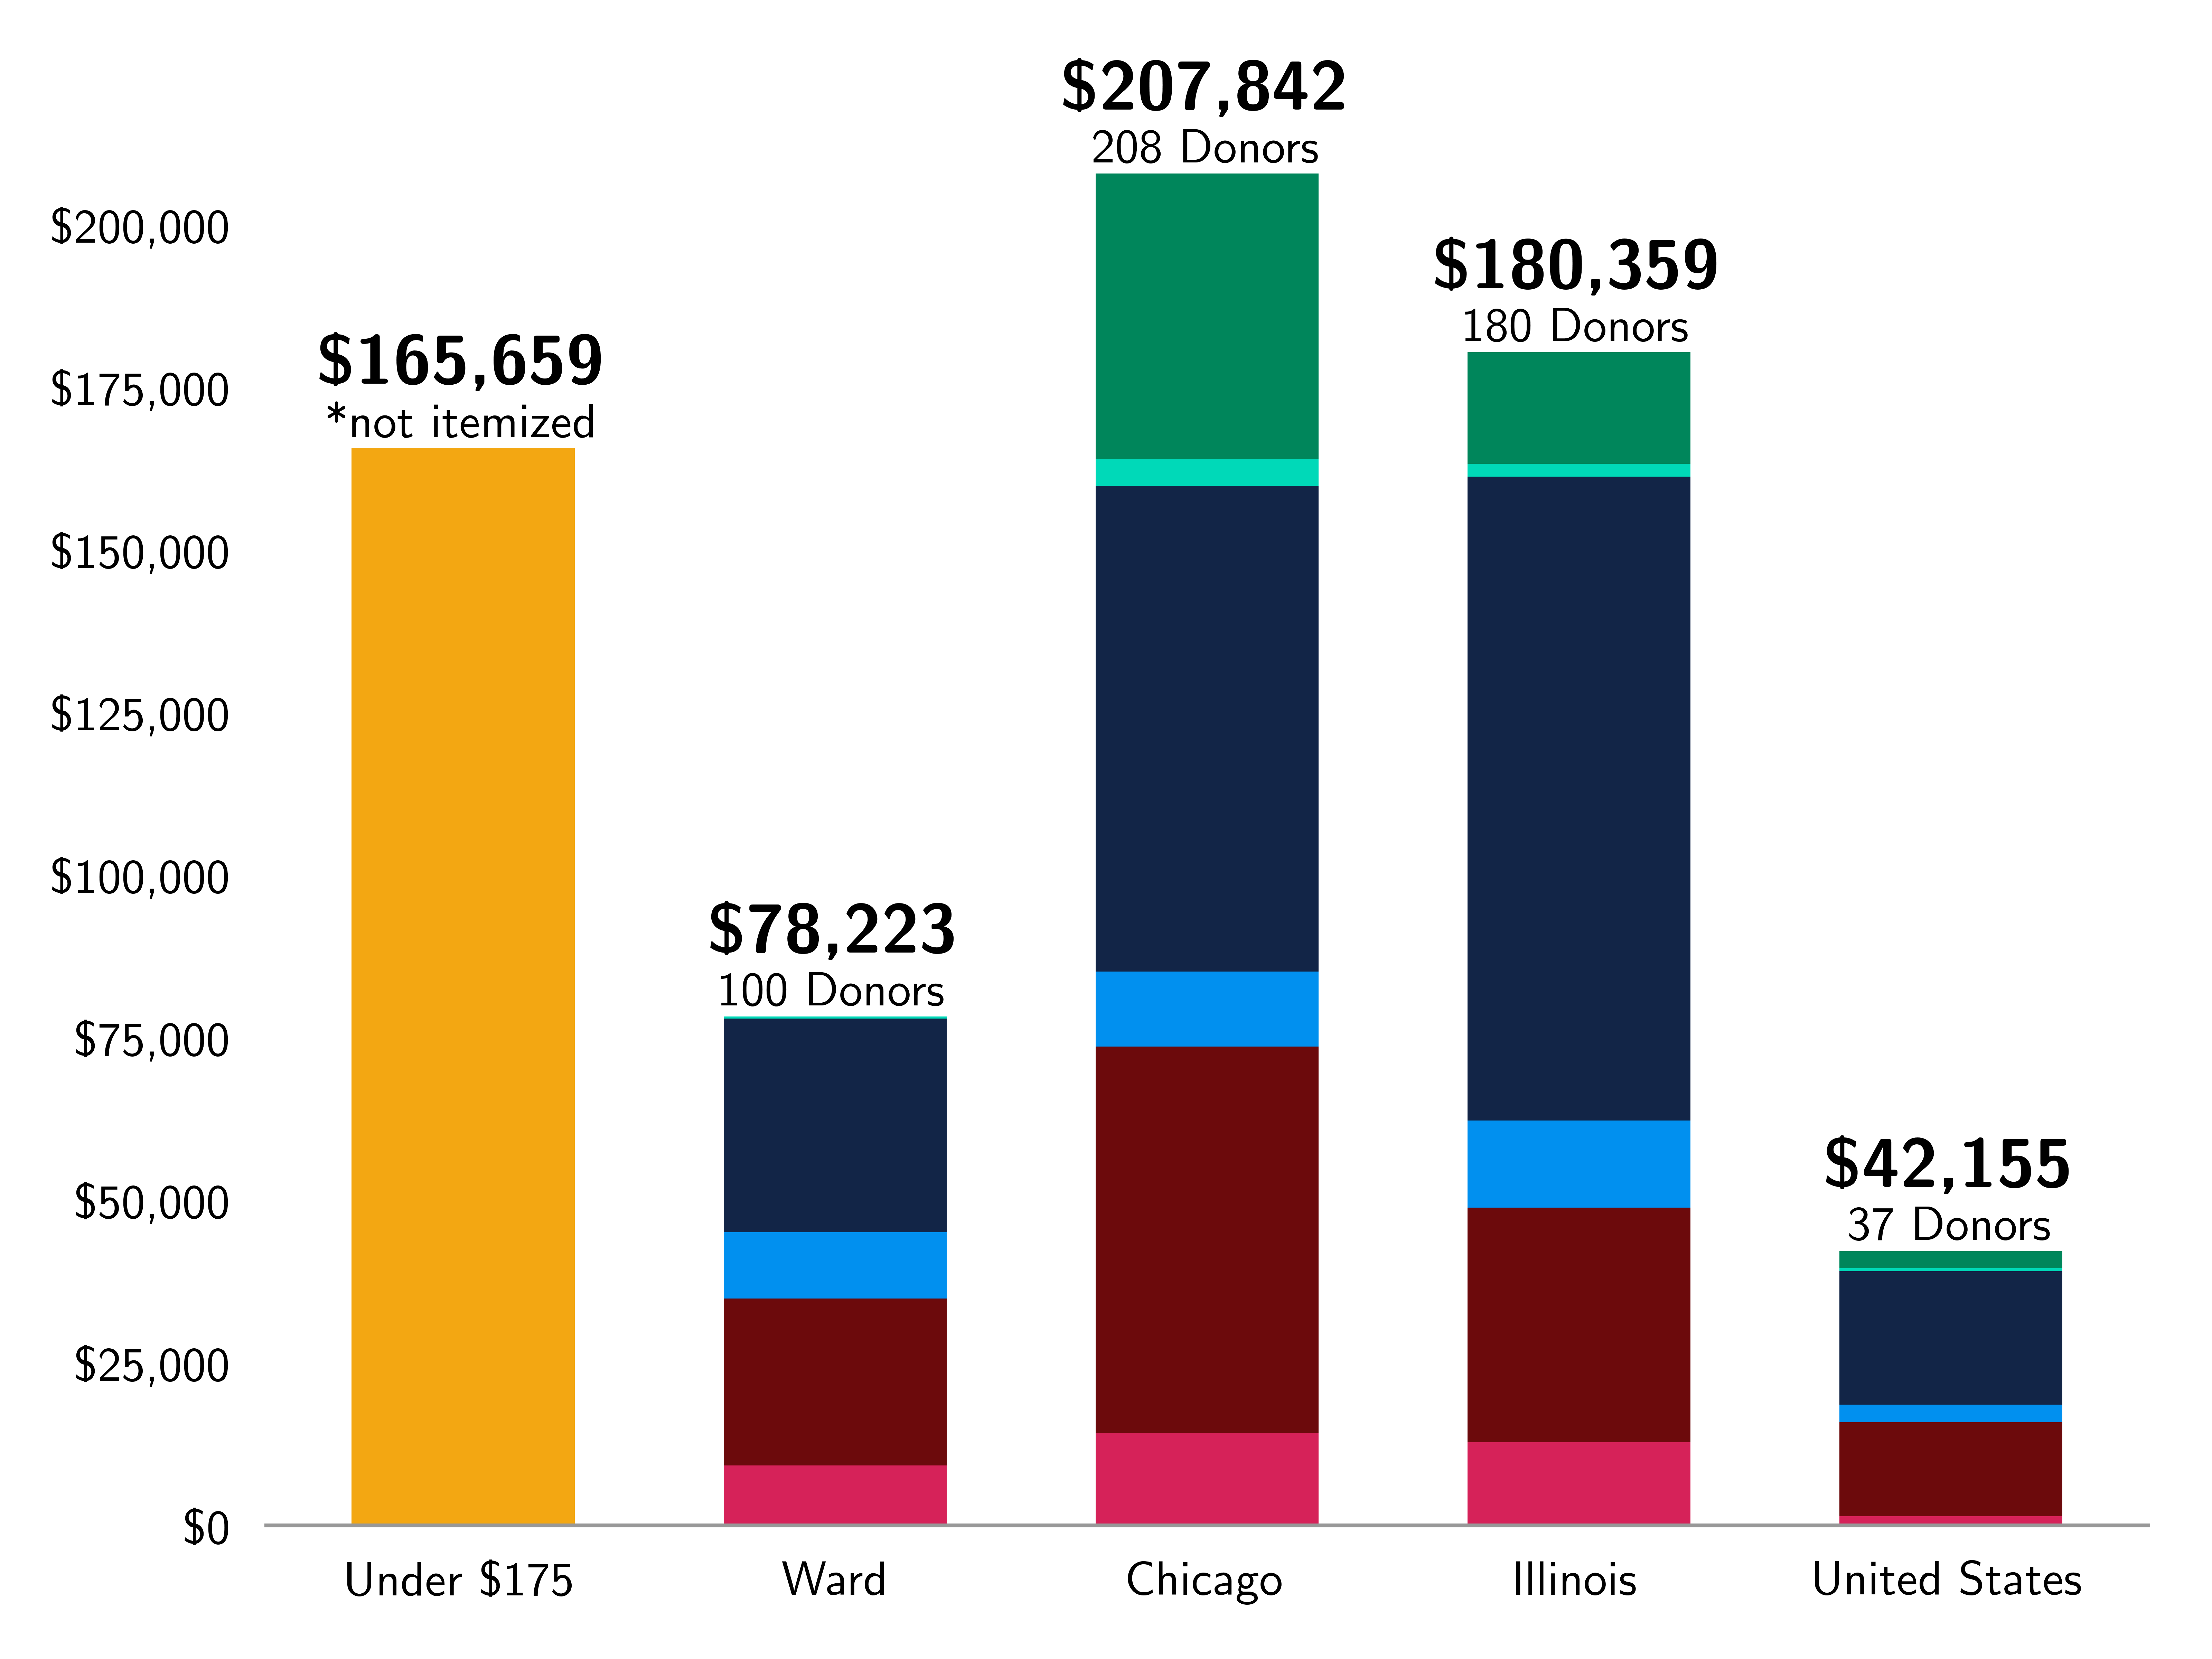 $207,842
208 Donors
$200,000
$180,359
180 Donors
$165,659
*not itemized
$175,000
$150,000
$125,000
$100,000
$78,223
100 Donors
$75,000
$42,155
37 Donors
$50,000
$25,000
$0
Under $175
Ward
Chicago
Illinois
United States